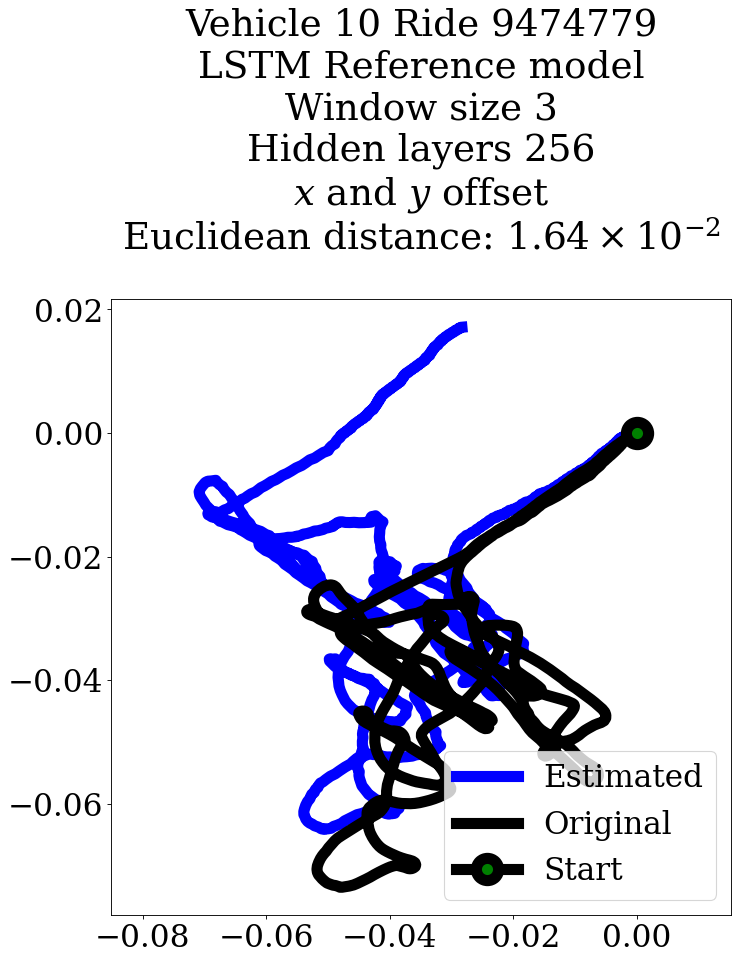 Vehicle 10 Ride 9474779
LSTM Reference model
Window size 3
Hidden layers 256
x and y offset
Euclidean distance: 1.64 × 10⁻²
0.02
0.00
−0.02
−0.04
−0.06
Estimated
Original
Start
−0.08 −0.06 −0.04 −0.02 0.00